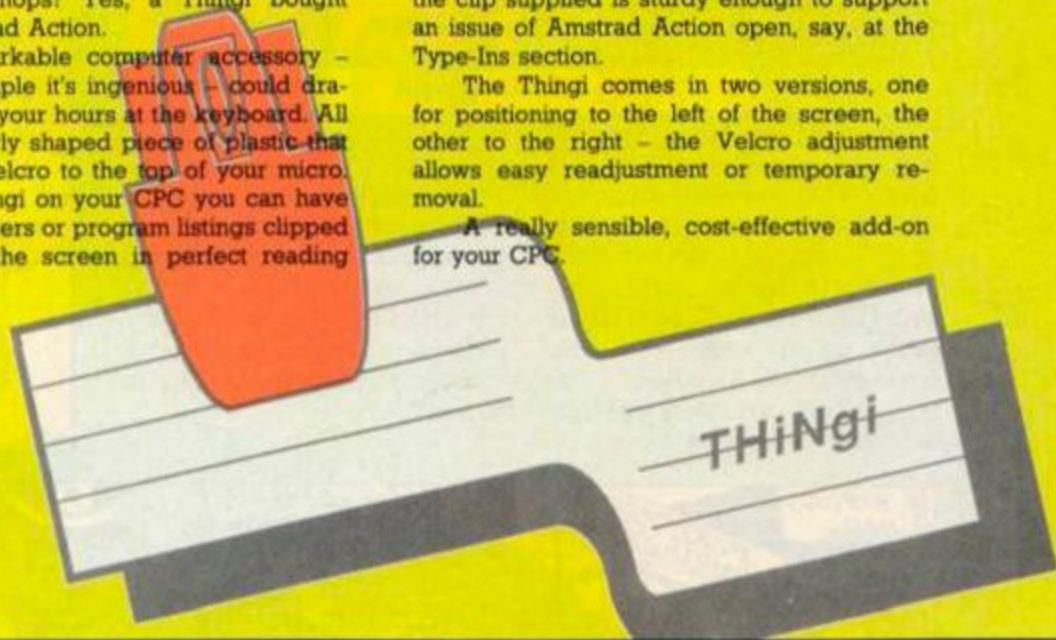 hops? Yes, a Thingi bought
ad Action.
rkable computer accessory –
ple it's ingenious – could dra-
your hours at the keyboard. All
ly shaped piece of plastic that
elcro to the top of your micro.
ngi on your CPC you can have
ers or program listings clipped
he screen in perfect reading
the clip supplied is sturdy enough to support
an issue of Amstrad Action open, say, at the
Type-Ins section.
The Thingi comes in two versions, one
for positioning to the left of the screen, the
other to the right – the Velcro adjustment
allows easy readjustment or temporary re-
moval.
A really sensible, cost-effective add-on
for your CPC.
THiNgi